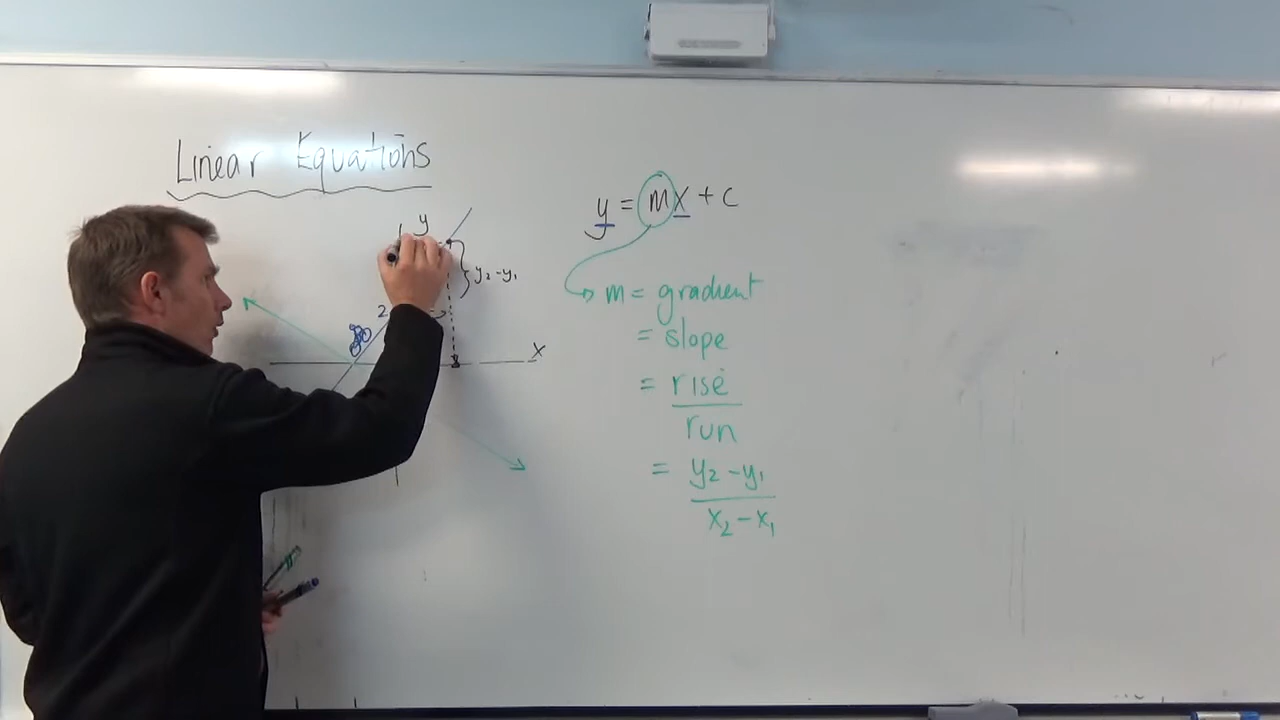 Linear Equations
y = mx + c
y
y₂-y₁
2
x
m = gradient
= slope
= rise
run
= y₂-y₁
x₂-x₁